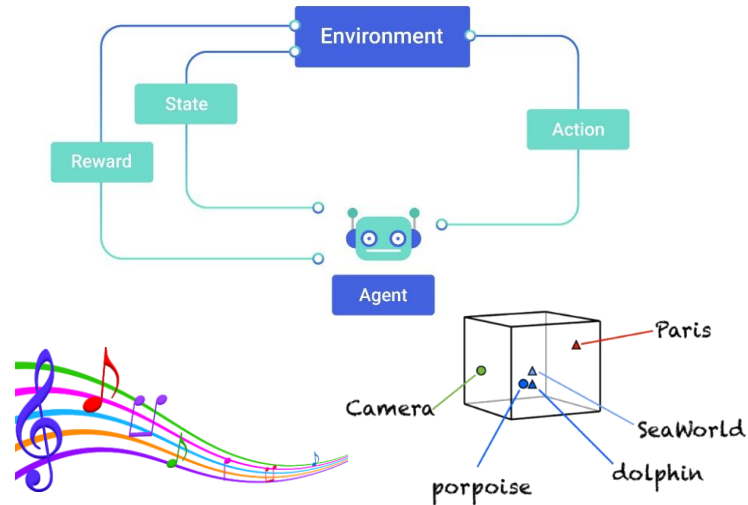 Environment
State
Action
Reward
Agent
Paris
Camera
SeaWorld
dolphin
porpoise